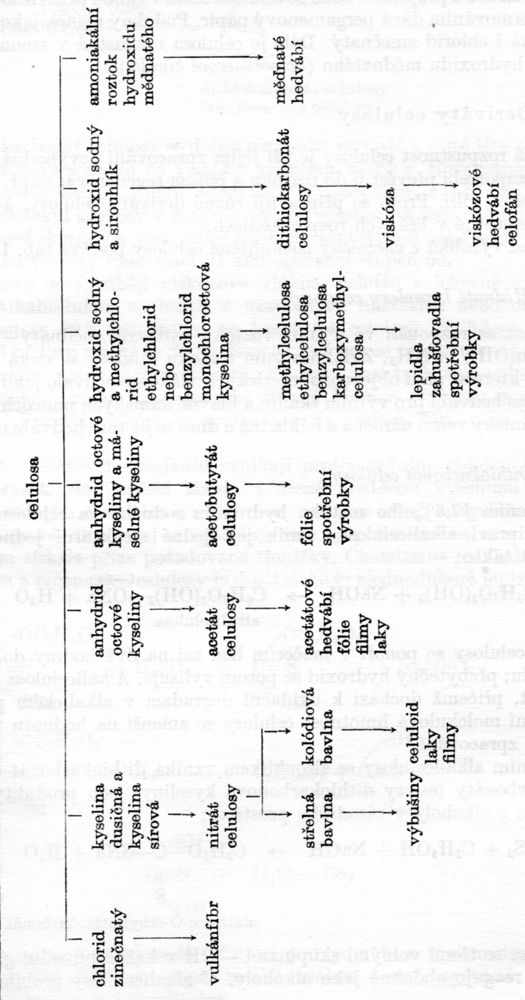 celulosa
chlorid
zinečnatý
vulkánfíbr
kyselina
dusičná a
kyselina
sírová
nitrát
celulosy
střelná
bavlna
výbušiny
kolódiová
bavlna
celuloid
laky
filmy
anhydrid
octové
kyseliny
acetát
celulosy
acetátové
hedvábí
fólie
filmy
laky
anhydrid octové
kyseliny a má-
selné kyseliny
acetobutyrát
celulosy
fólie
spotřební
výrobky
hydroxid sodný
a methylchlo-
rid
ethylchlorid
nebo
benzylchlorid
monochloroctová
kyselina
methylcelulosa
ethylcelulosa
benzylcelulosa
karboxymethyl-
celulosa
lepidla
zahušťovadla
spotřební
výrobky
hydroxid sodný
a sirouhlík
dithiokarbonát
celulosy
viskóza
viskózové
hedvábí
celofán
amoniakální
roztok
hydroxidu
mědnatého
měďnaté
hedvábí